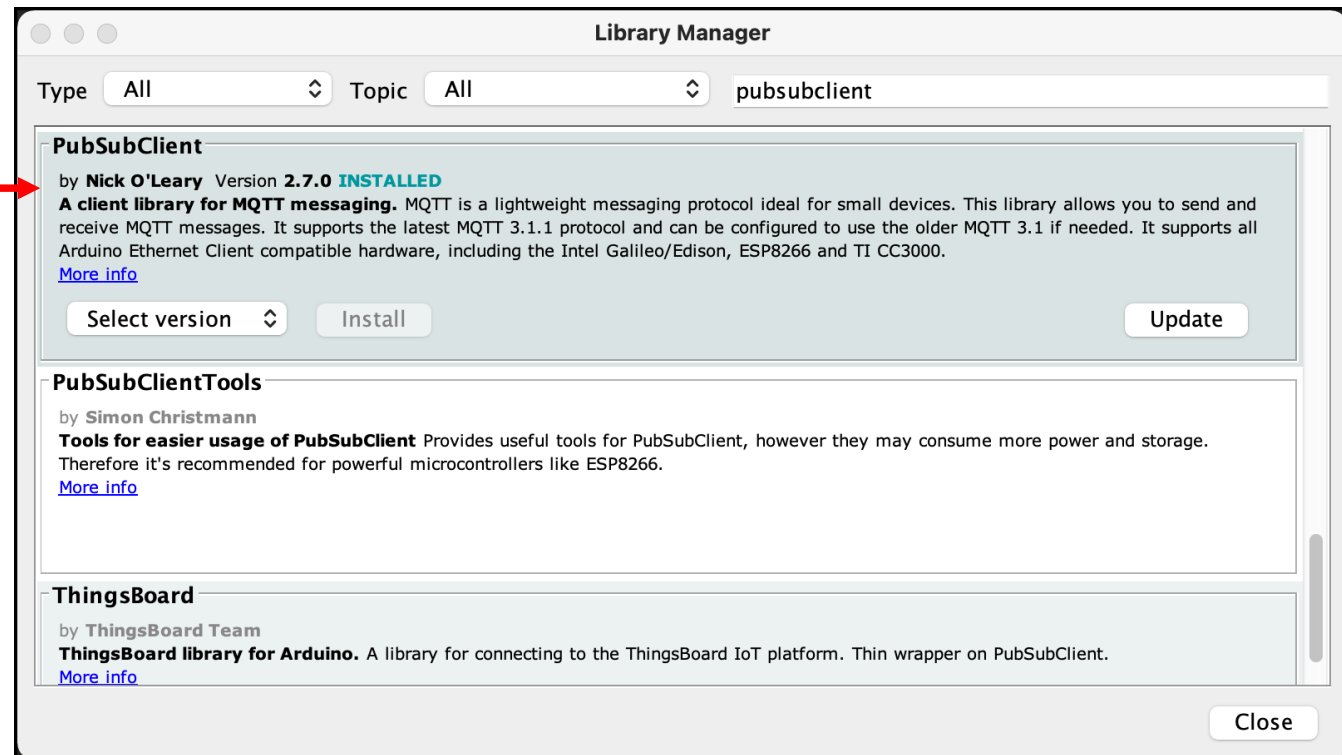 Library Manager
Type All Topic All pubsubclient
PubSubClient
by Nick O'Leary Version 2.7.0 INSTALLED
A client library for MQTT messaging. MQTT is a lightweight messaging protocol ideal for small devices. This library allows you to send and
receive MQTT messages. It supports the latest MQTT 3.1.1 protocol and can be configured to use the older MQTT 3.1 if needed. It supports all
Arduino Ethernet Client compatible hardware, including the Intel Galileo/Edison, ESP8266 and TI CC3000.
More info
Select version Install Update
PubSubClientTools
by Simon Christmann
Tools for easier usage of PubSubClient Provides useful tools for PubSubClient, however they may consume more power and storage.
Therefore it's recommended for powerful microcontrollers like ESP8266.
More info
ThingsBoard
by ThingsBoard Team
ThingsBoard library for Arduino. A library for connecting to the ThingsBoard IoT platform. Thin wrapper on PubSubClient.
More info
Close